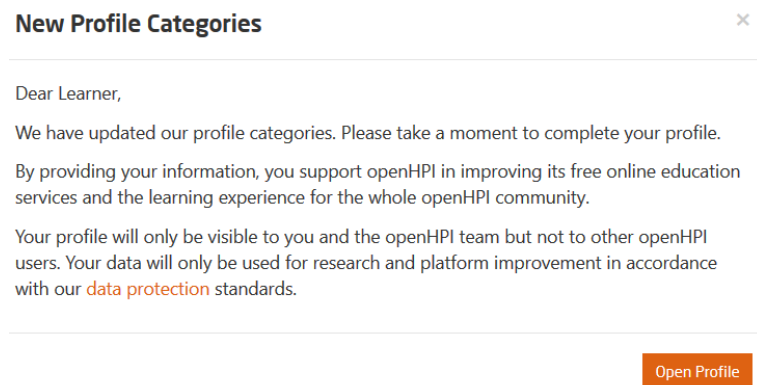 New Profile Categories
×
Dear Learner,
We have updated our profile categories. Please take a moment to complete your profile.
By providing your information, you support openHPI in improving its free online education
services and the learning experience for the whole openHPI community.
Your profile will only be visible to you and the openHPI team but not to other openHPI
users. Your data will only be used for research and platform improvement in accordance
with our data protection standards.
Open Profile